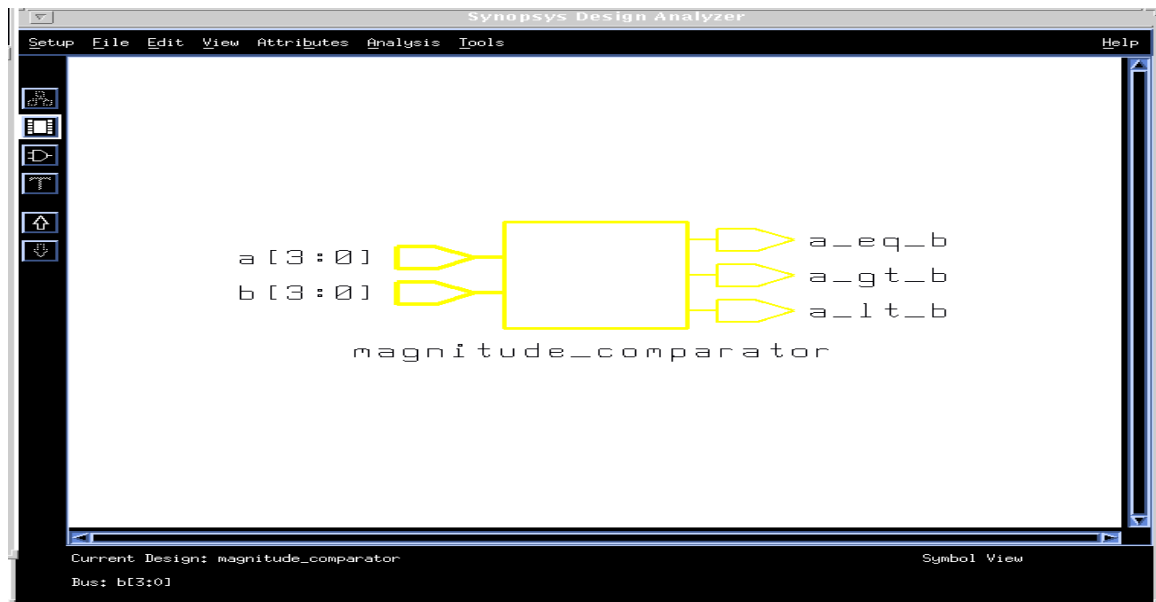 Synopsys Design Analyzer
Setup File Edit View Attributes Analysis Tools Help
a[3:0]
b[3:0]
a_eq_b
a_gt_b
a_lt_b
magnitude_comparator
Current Design: magnitude_comparator Symbol View
Bus: b[3:0]